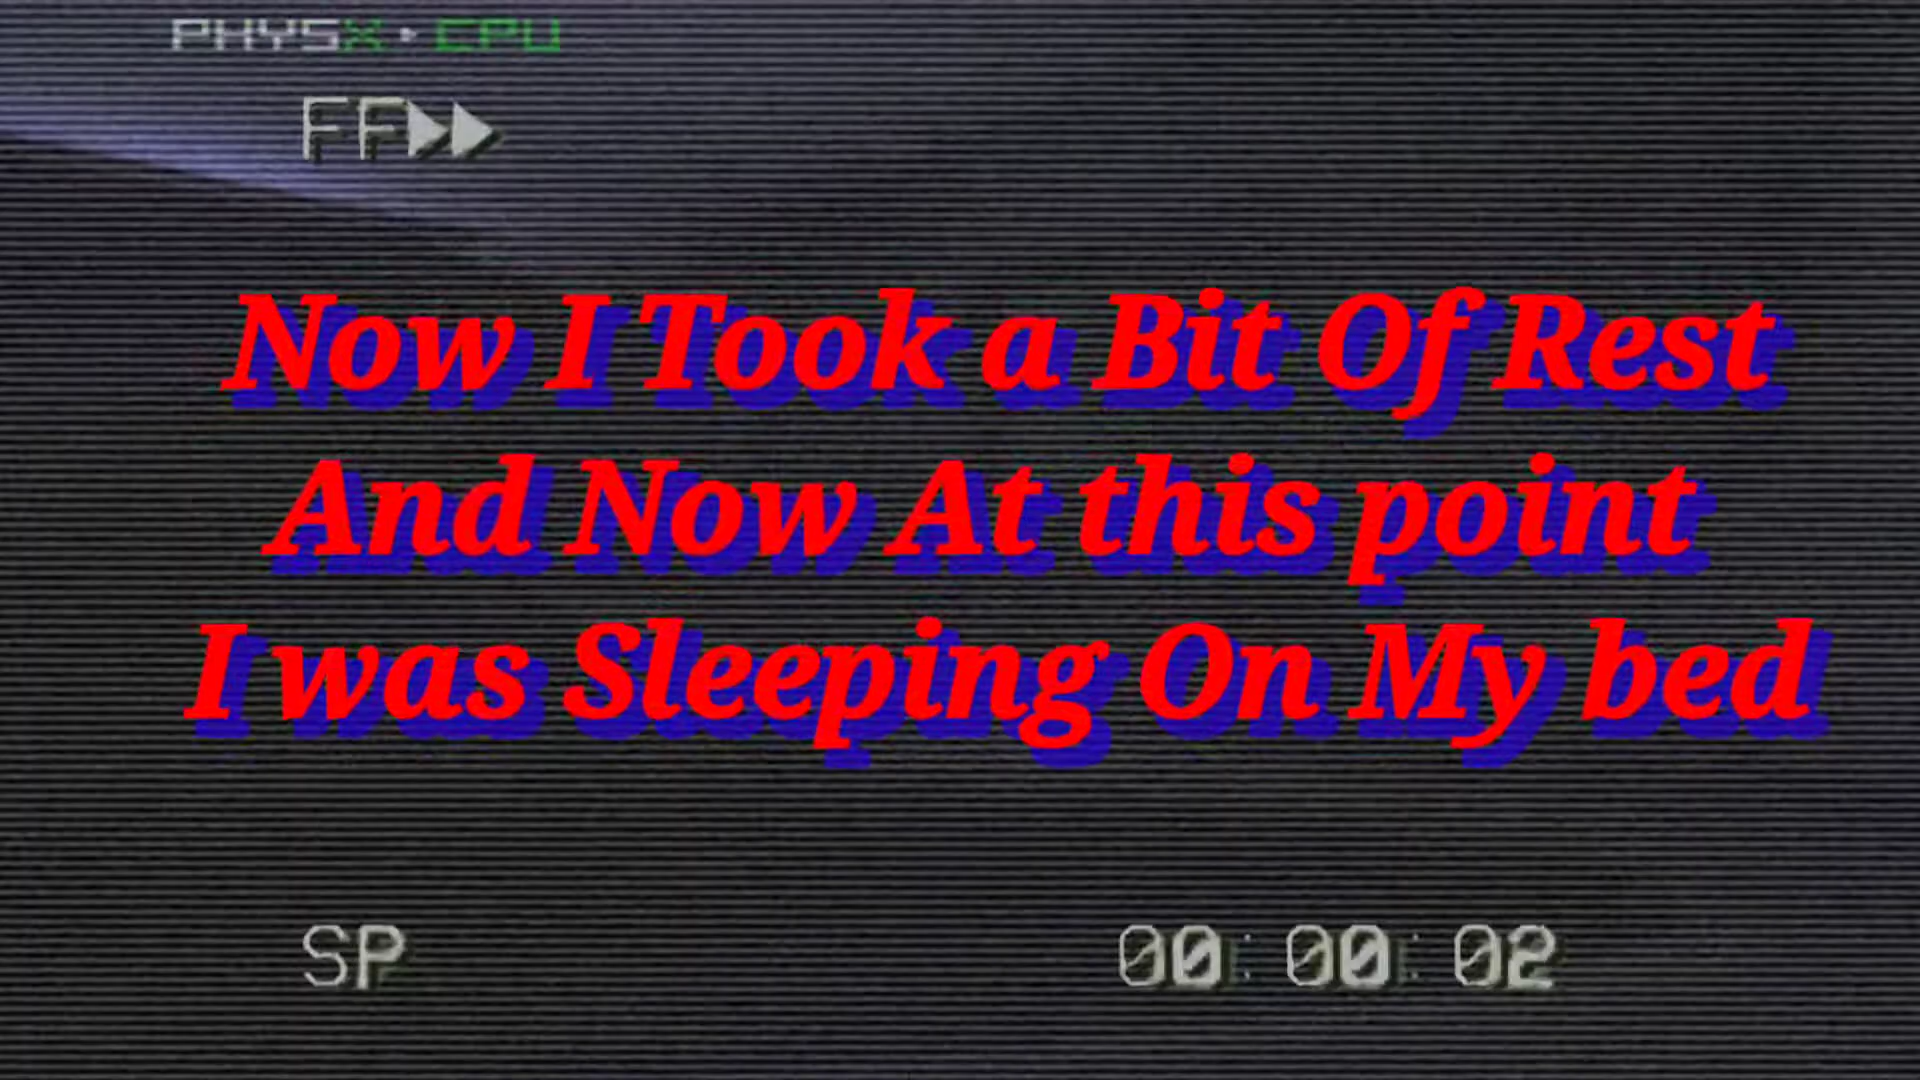 PHYSX▸CPU
FF▶▶
Now I Took a Bit Of Rest
And Now At this point
I was Sleeping On My bed
SP 00:00:02